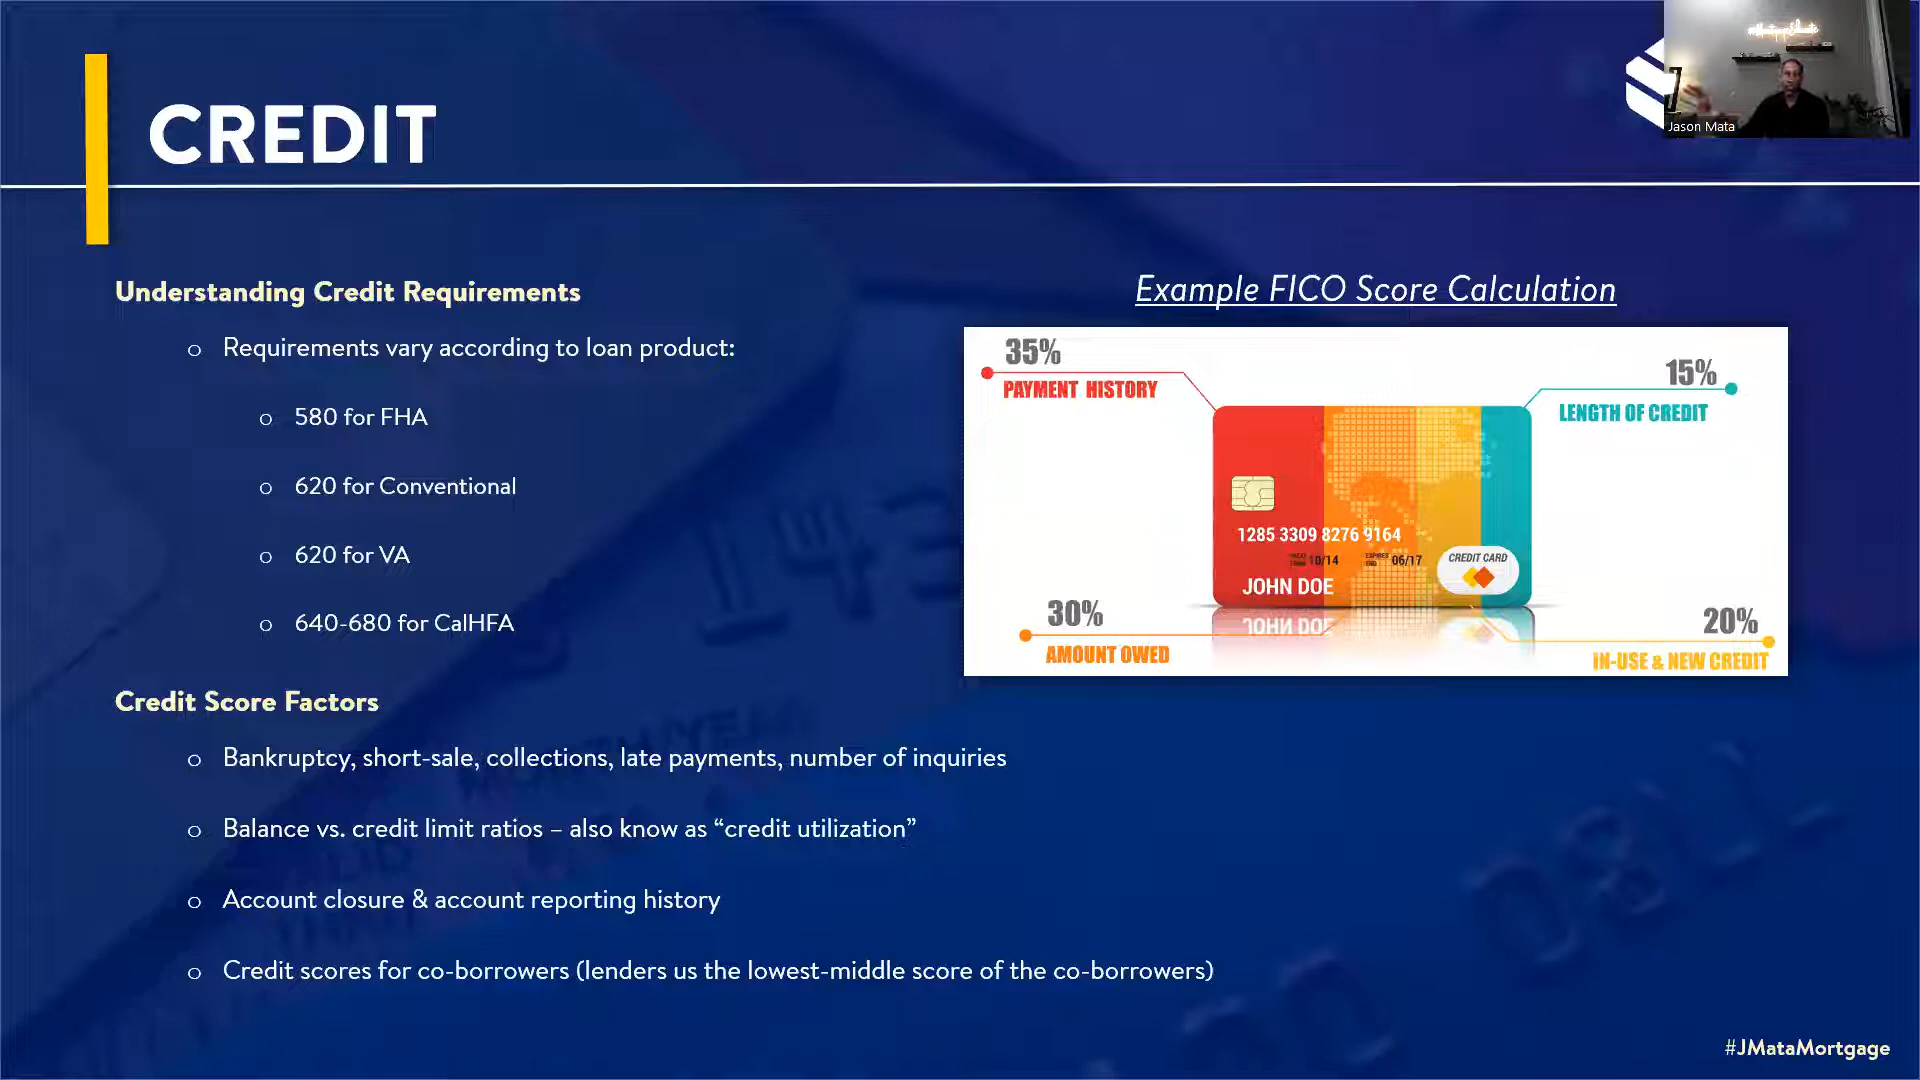 CREDIT
Jason Mata
Understanding Credit Requirements
o Requirements vary according to loan product:
o 580 for FHA
o 620 for Conventional
o 620 for VA
o 640-680 for CalHFA
Credit Score Factors
o Bankruptcy, short-sale, collections, late payments, number of inquiries
o Balance vs. credit limit ratios – also know as “credit utilization”
o Account closure & account reporting history
o Credit scores for co-borrowers (lenders us the lowest-middle score of the co-borrowers)
Example FICO Score Calculation
35%
PAYMENT HISTORY
15%
LENGTH OF CREDIT
1285 3309 8276 9164
10/14 EXPIRES END 06/17
CREDIT CARD
JOHN DOE
30%
AMOUNT OWED
20%
IN-USE & NEW CREDIT
#JMataMortgage